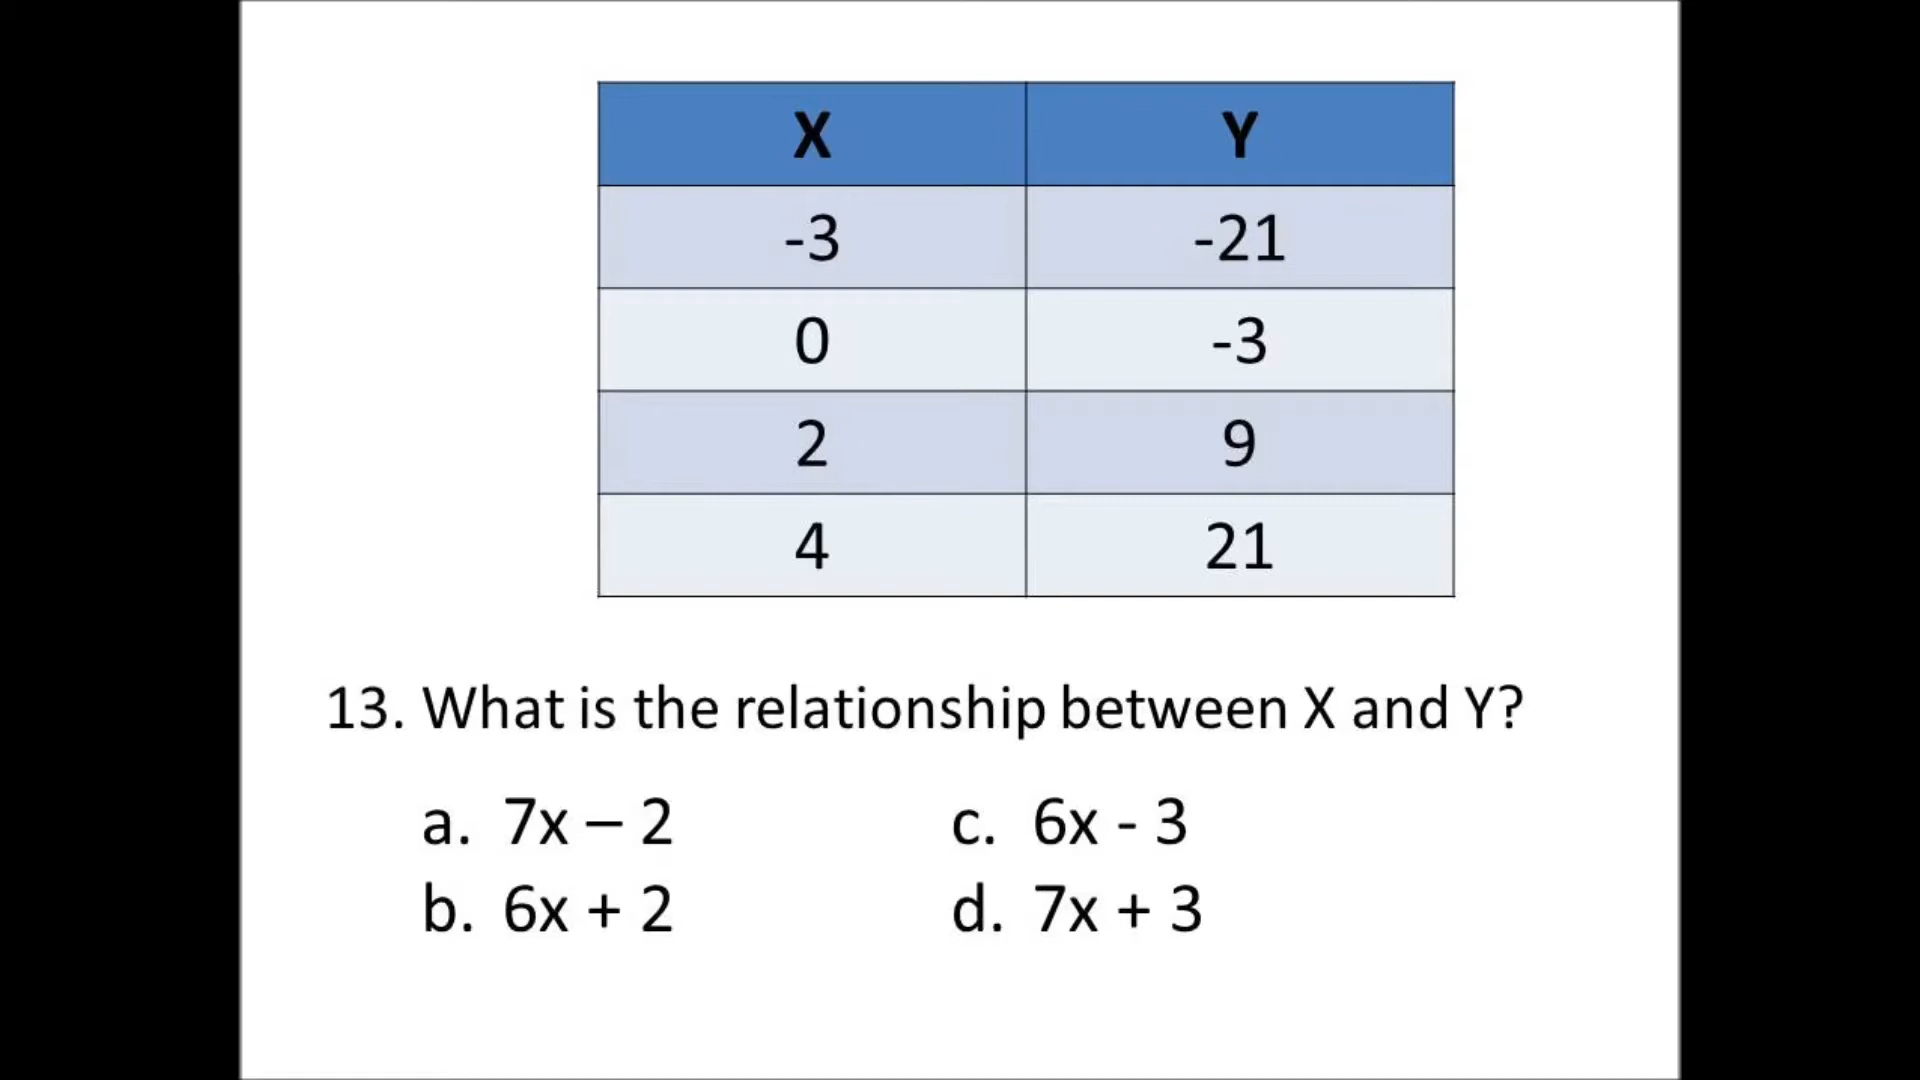 X Y
-3 -21
0 -3
2 9
4 21
13. What is the relationship between X and Y?
a. 7x – 2 c. 6x - 3
b. 6x + 2 d. 7x + 3